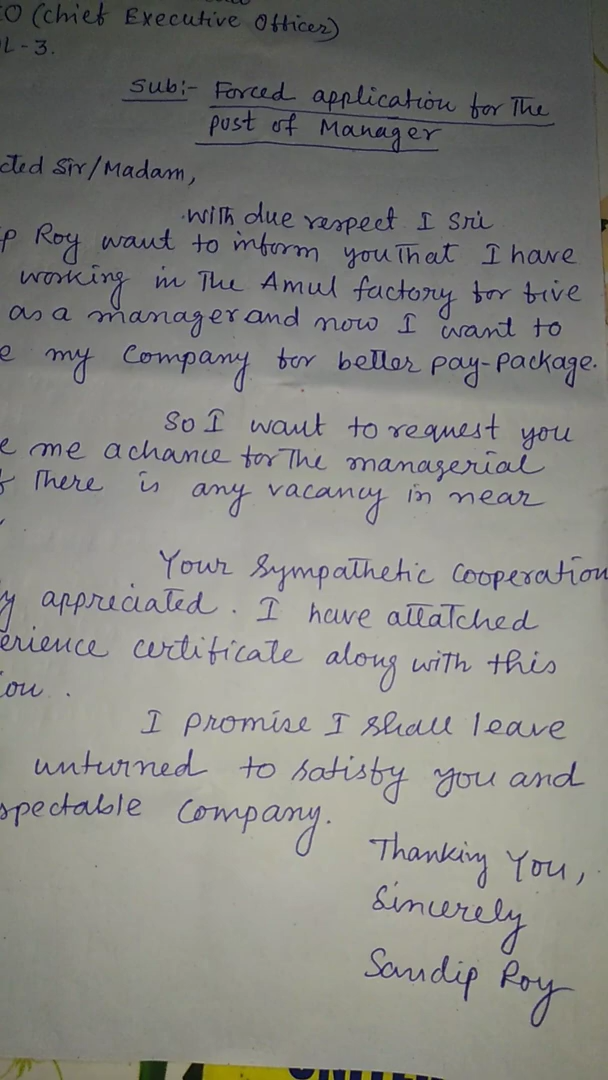 EO (chief Executive Officer)
OL-3.
Sub:- Forced application for The
post of Manager
cted Sir/Madam,
with due respect I Sri
p Roy want to inform you That I have
working in The Amul factory for five
as a manager and now I want to
e my Company for better pay-package.
So I want to request you
e me a chance for The managerial
f There is any vacancy in near
Your Sympathetic Cooperation
y appreciated. I have attatched
erience certificate along with this
ion.
I promise I shall leave
unturned to satisfy you and
spectable Company.
Thanking You,
Sincerely
Sandip Roy